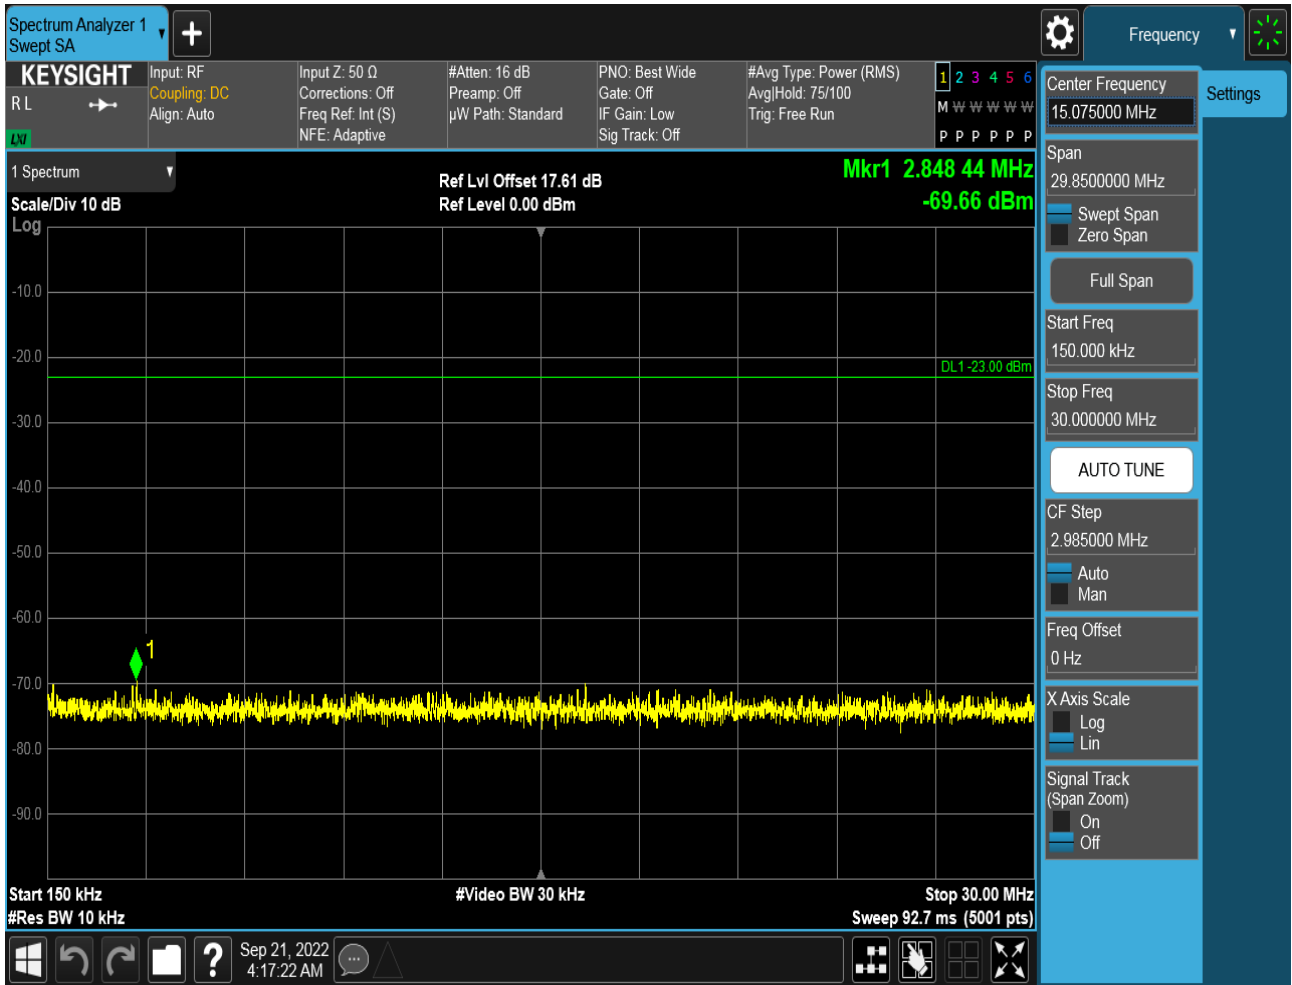 Spectrum Analyzer 1
Swept SA
Frequency
KEYSIGHT
R L
LXI
Input: RF
Coupling: DC
Align: Auto
Input Z: 50 Ω
Corrections: Off
Freq Ref: Int (S)
NFE: Adaptive
#Atten: 16 dB
Preamp: Off
µW Path: Standard
PNO: Best Wide
Gate: Off
IF Gain: Low
Sig Track: Off
#Avg Type: Power (RMS)
Avg|Hold: 75/100
Trig: Free Run
1 2 3 4 5 6
M W W W W W
P P P P P P
1 Spectrum
Scale/Div 10 dB
Log
Ref Lvl Offset 17.61 dB
Ref Level 0.00 dBm
Mkr1 2.848 44 MHz
-69.66 dBm
-10.0
-20.0
DL1 -23.00 dBm
-30.0
-40.0
-50.0
-60.0
1
-70.0
-80.0
-90.0
Start 150 kHz
#Video BW 30 kHz
Stop 30.00 MHz
#Res BW 10 kHz
Sweep 92.7 ms (5001 pts)
Center Frequency
15.075000 MHz
Settings
Span
29.8500000 MHz
Swept Span
Zero Span
Full Span
Start Freq
150.000 kHz
Stop Freq
30.000000 MHz
AUTO TUNE
CF Step
2.985000 MHz
Auto
Man
Freq Offset
0 Hz
X Axis Scale
Log
Lin
Signal Track
(Span Zoom)
On
Off
?
Sep 21, 2022
4:17:22 AM